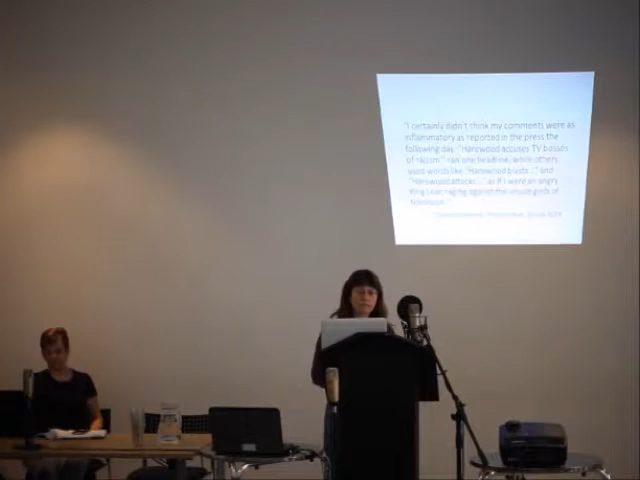 "I certainly didn't think my comments were as
inflammatory as reported in the press the
following day. "Harewood accuses TV bosses
of racism," ran one headline, while others
used words like "Harewood blasts..." and
"Harewood attacks..." as if I were an angry
King Lear, raging against the unjust gods of
television."